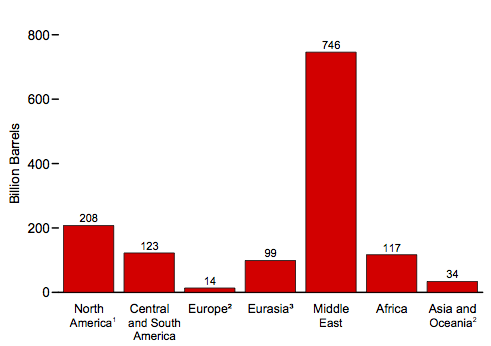 800
600
400
200
0
Billion Barrels
208
123
14
99
746
117
34
North
America¹
Central
and South
America
Europe²
Eurasia³
Middle
East
Africa
Asia and
Oceania²